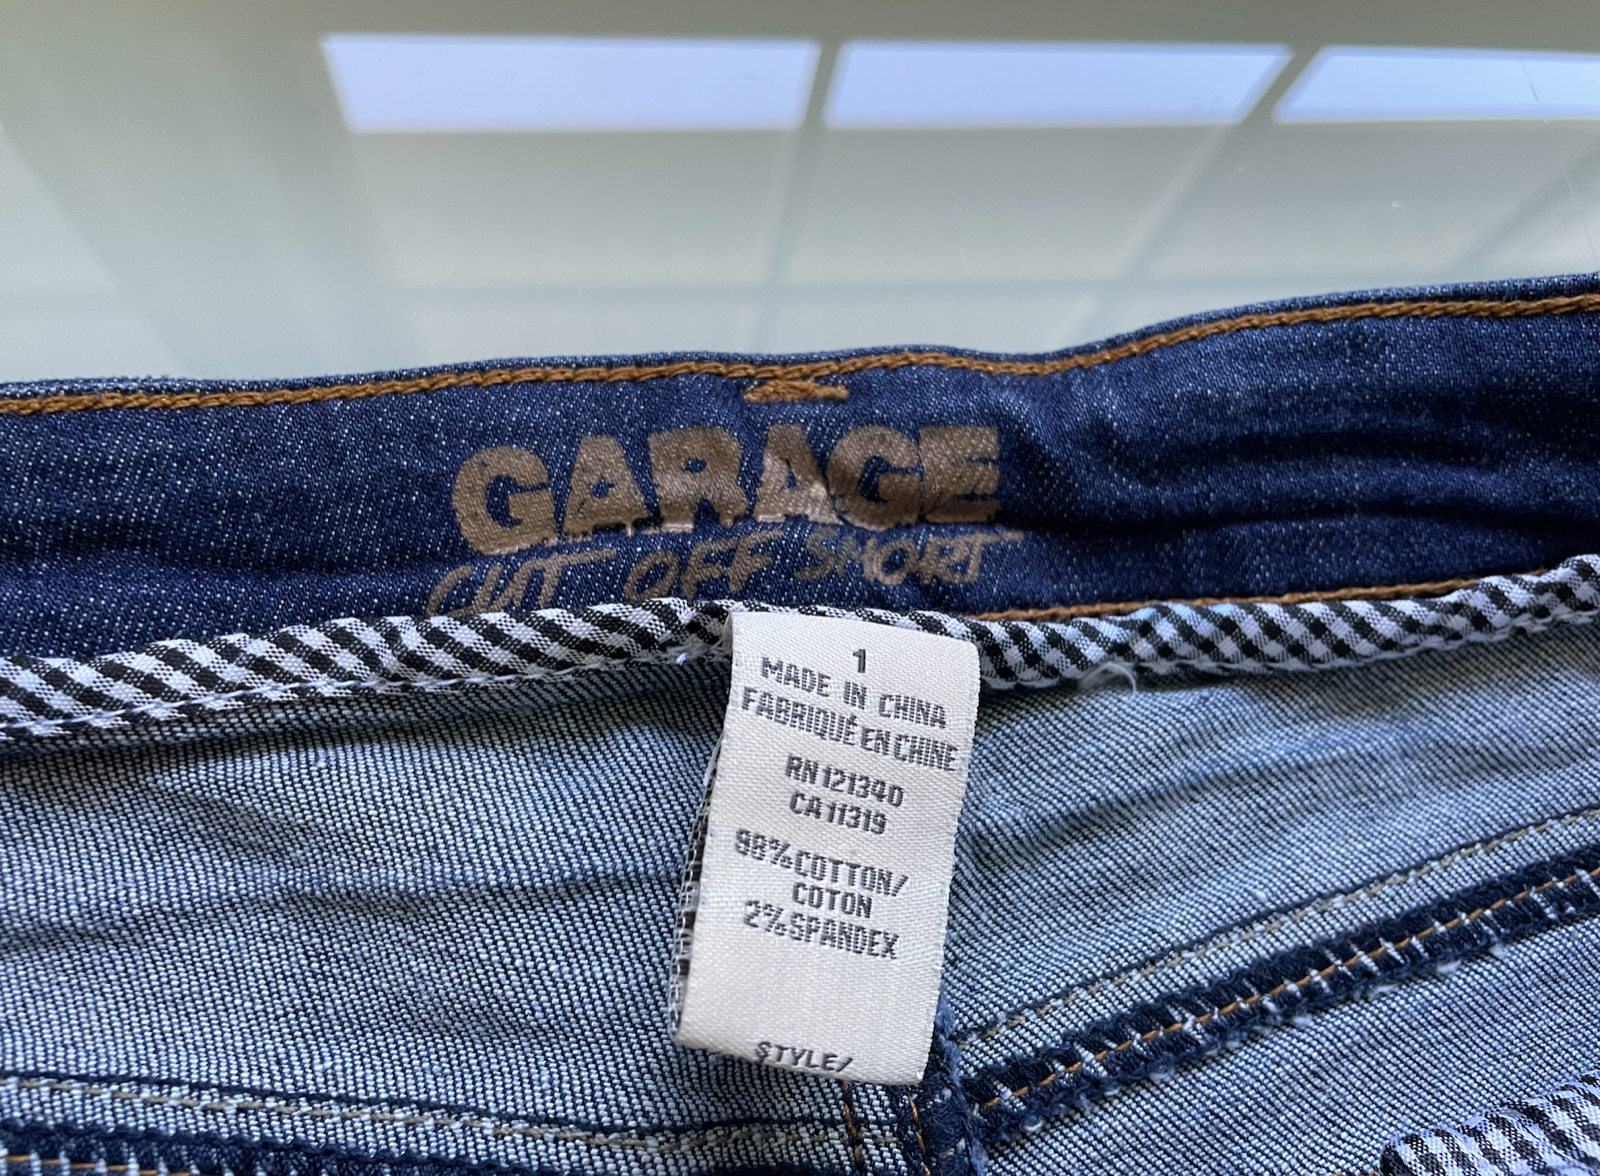 GARAGE
CUT OFF SHORT
1
MADE IN CHINA
FABRIQUÉ EN CHINE
RN 121340
CA 11319
98% COTTON/
COTON
2% SPANDEX
STYLE/